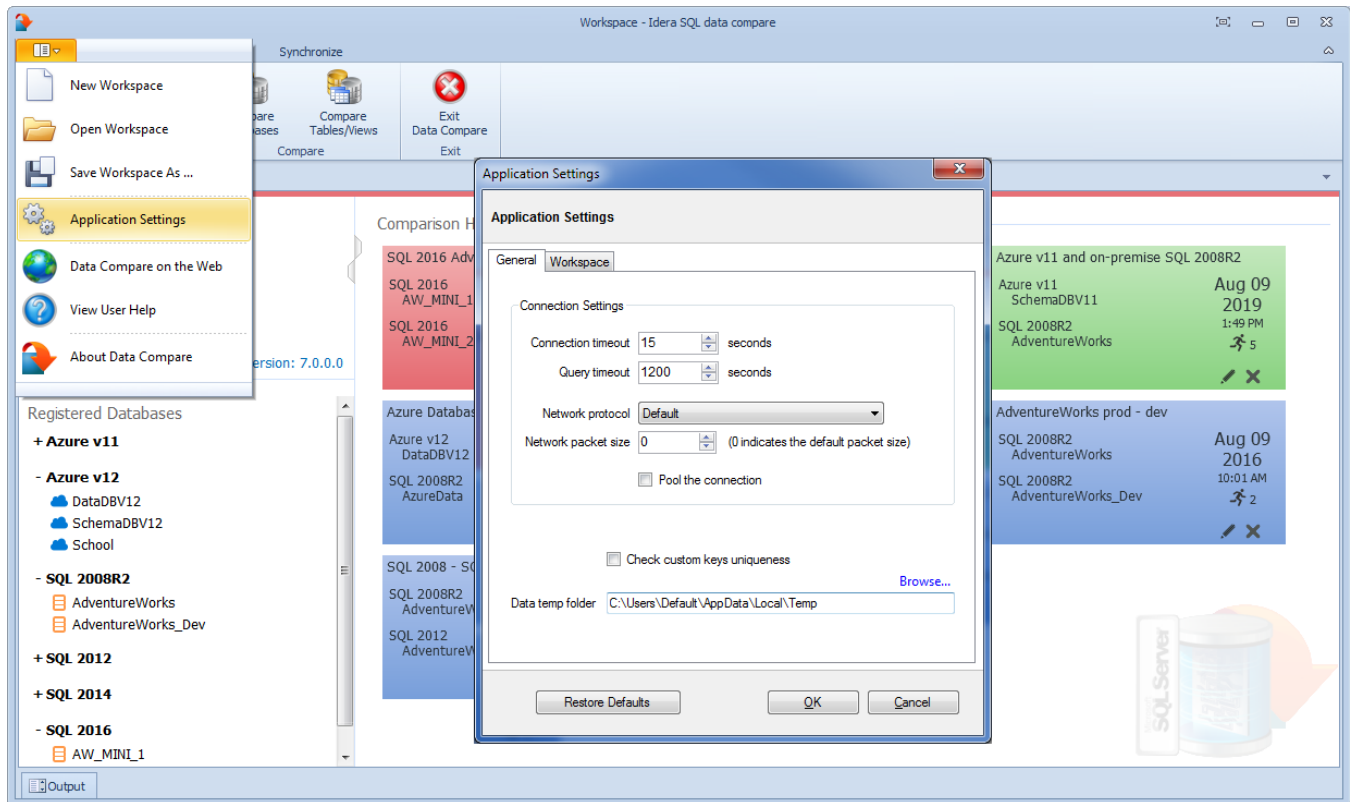 Workspace - Idera SQL data compare
Synchronize
New Workspace
Open Workspace
Save Workspace As ...
Application Settings
Data Compare on the Web
View User Help
About Data Compare
Compare
Tables/Views
Compare
Exit
Data Compare
Exit
7.0.0.0
Registered Databases
+ Azure v11
- Azure v12
DataDBV12
SchemaDBV12
School
- SQL 2008R2
AdventureWorks
AdventureWorks_Dev
+ SQL 2012
+ SQL 2014
- SQL 2016
AW_MINI_1
Output
Comparison
SQL 2016
SQL 2016
AW_MINI_1
SQL 2016
AW_MINI_2
Azure
Azure v12
DataDBV12
SQL 2008R2
AzureData
SQL 2008 -
SQL 2008R2
SQL 2012
Application Settings
Application Settings
General Workspace
Connection Settings
Connection timeout 15 seconds
Query timeout 1200 seconds
Network protocol Default
Network packet size 0 (0 indicates the default packet size)
Pool the connection
Check custom keys uniqueness
Browse...
Data temp folder C:\Users\Default\AppData\Local\Temp
Restore Defaults OK Cancel
Azure v11 and on-premise SQL 2008R2
Azure v11
SchemaDBV11
SQL 2008R2
AdventureWorks
Aug 09
2019
1:49 PM
5
AdventureWorks prod - dev
SQL 2008R2
AdventureWorks
SQL 2008R2
AdventureWorks_Dev
Aug 09
2016
10:01 AM
2
SQL Server